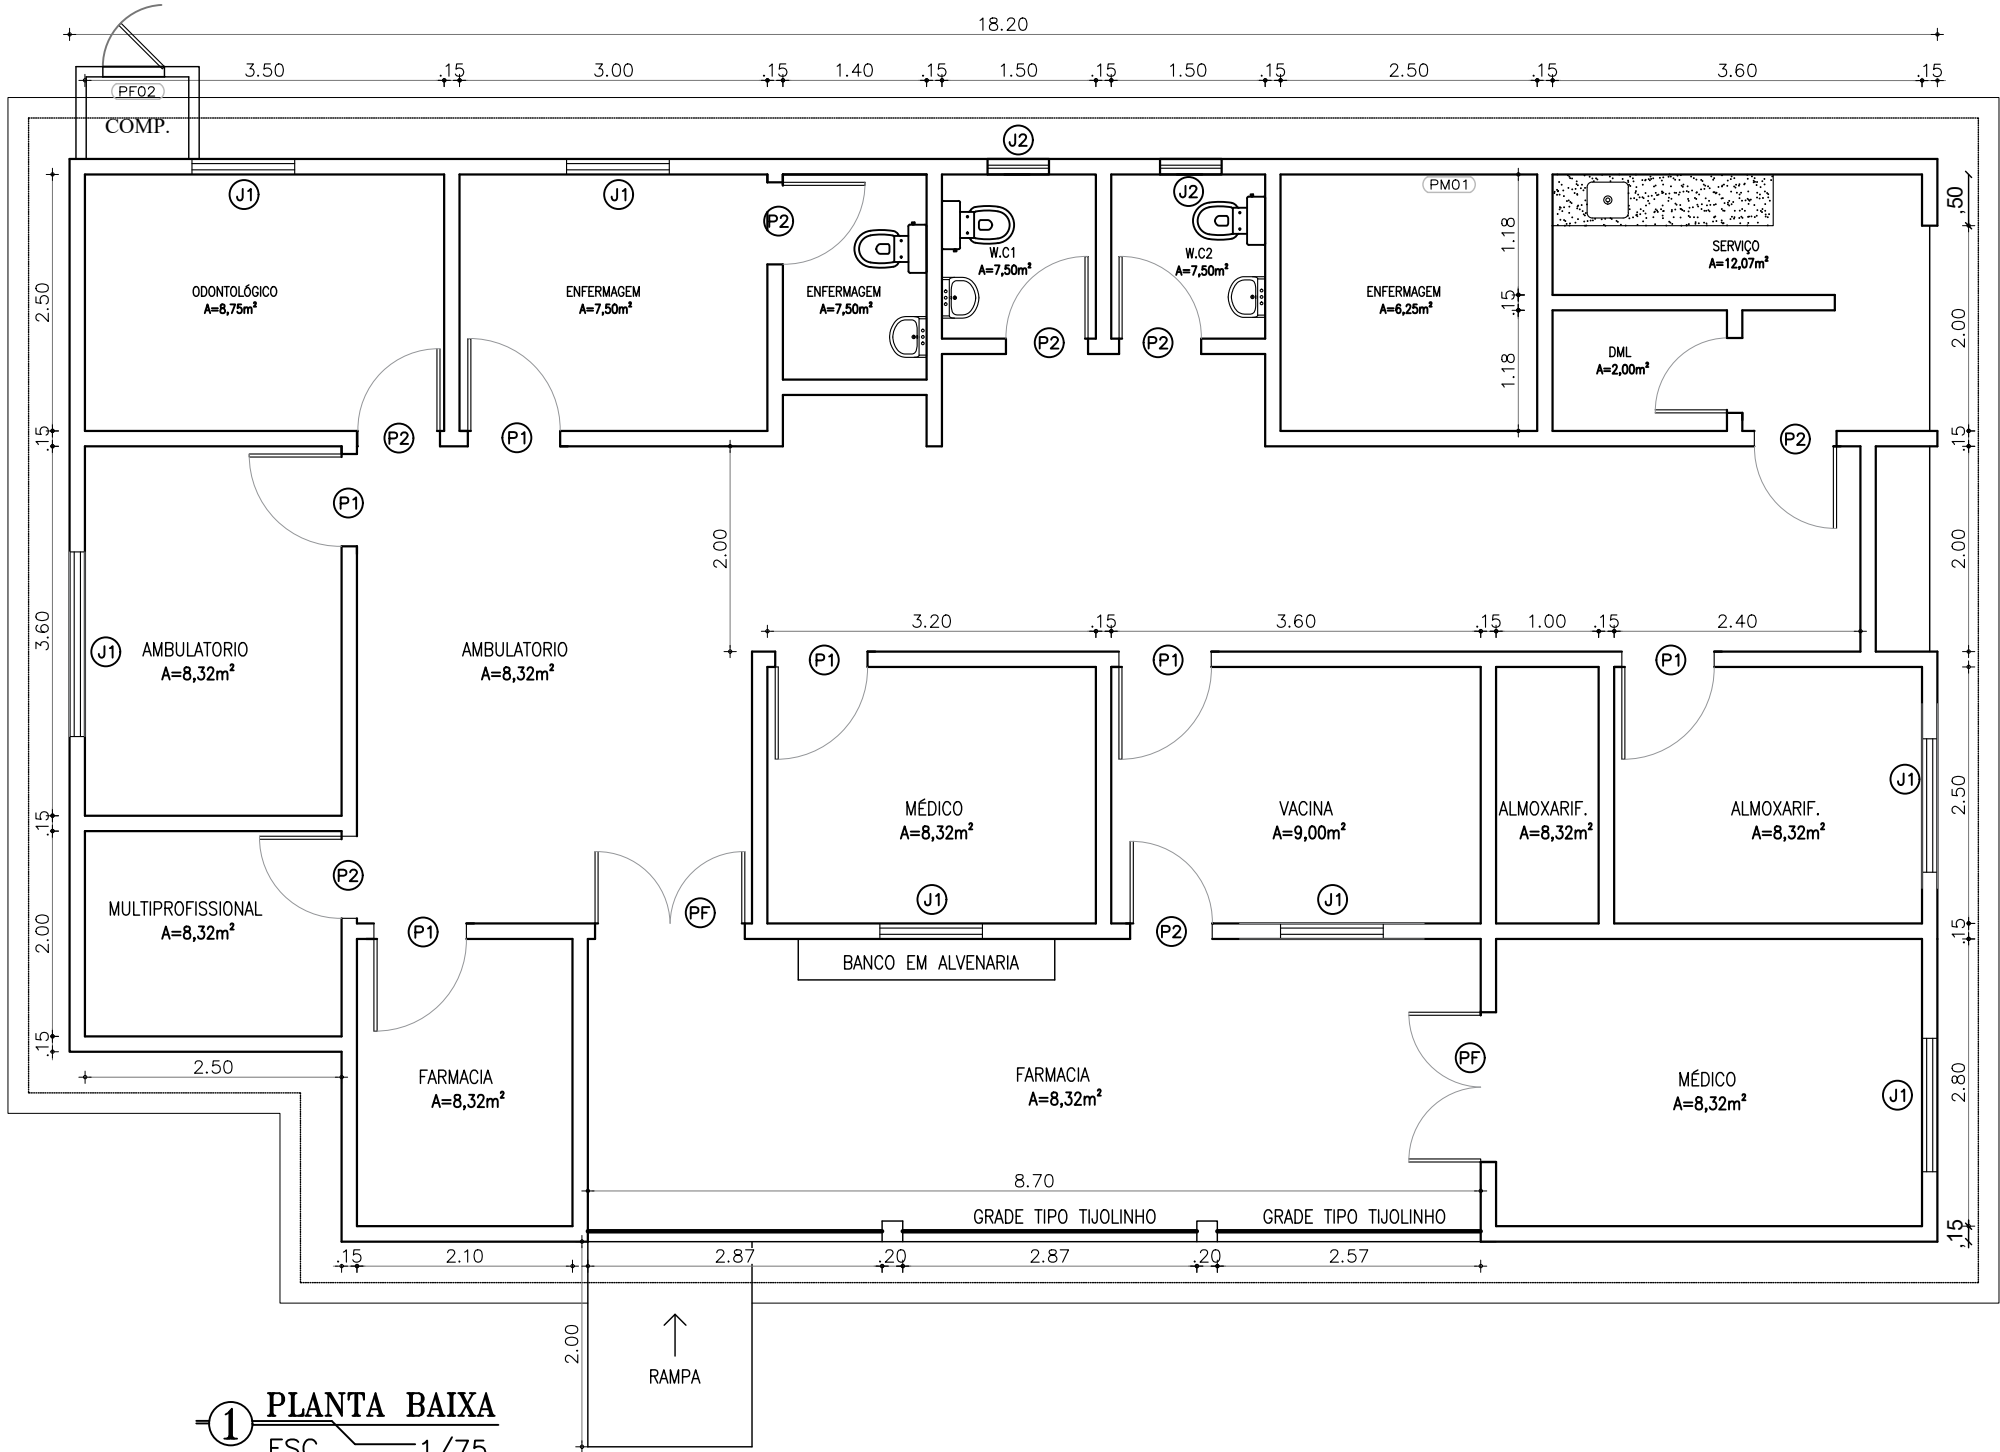 18.20
3.50 .15 3.00 .15 1.40 .15 1.50 .15 1.50 .15 2.50 .15 3.60 .15
PF02
COMP.
J2
J1
J1
P2
J2
PM01
,50
1.18
W.C1
A=7,50m²
W.C2
A=7,50m²
SERVIÇO
A=12,07m²
2.50
ODONTOLÓGICO
A=8,75m²
ENFERMAGEM
A=7,50m²
ENFERMAGEM
A=7,50m²
ENFERMAGEM
A=6,25m²
.15
2.00
P2
P2
1.18
DML
A=2,00m²
.15
P2
P1
P2
.15
P1
2.00
2.00
3.60
J1
AMBULATORIO
A=8,32m²
AMBULATORIO
A=8,32m²
3.20 .15 3.60 .15 1.00 .15 2.40
P1
P1
P1
J1
2.50
MÉDICO
A=8,32m²
VACINA
A=9,00m²
ALMOXARIF.
A=8,32m²
ALMOXARIF.
A=8,32m²
.15
P2
J1
J1
MULTIPROFISSIONAL
A=8,32m²
2.00
P1
PF
P2
.15
BANCO EM ALVENARIA
.15
2.50
PF
FARMACIA
A=8,32m²
FARMACIA
A=8,32m²
MÉDICO
A=8,32m²
J1
2.80
8.70
GRADE TIPO TIJOLINHO GRADE TIPO TIJOLINHO
,15
.15 2.10 2.87 .20 2.87 .20 2.57
2.00
RAMPA
1 PLANTA BAIXA
ESC 1/75